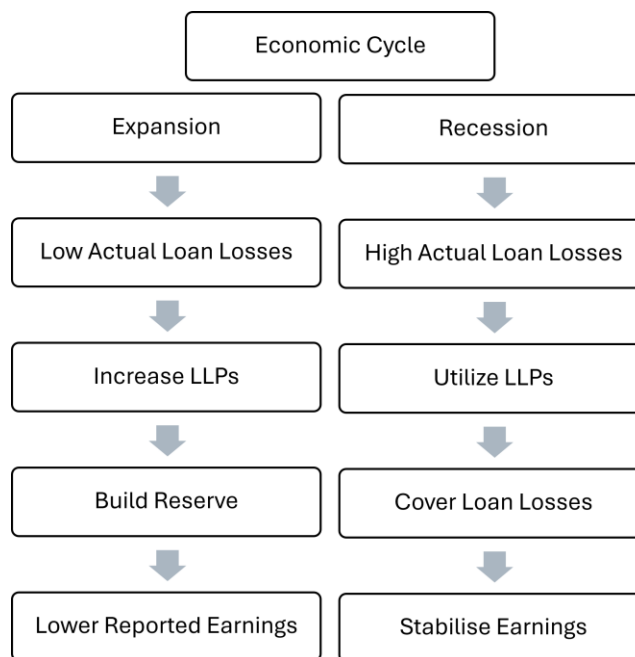 Economic Cycle
Expansion
Recession
Low Actual Loan Losses
High Actual Loan Losses
Increase LLPs
Utilize LLPs
Build Reserve
Cover Loan Losses
Lower Reported Earnings
Stabilise Earnings